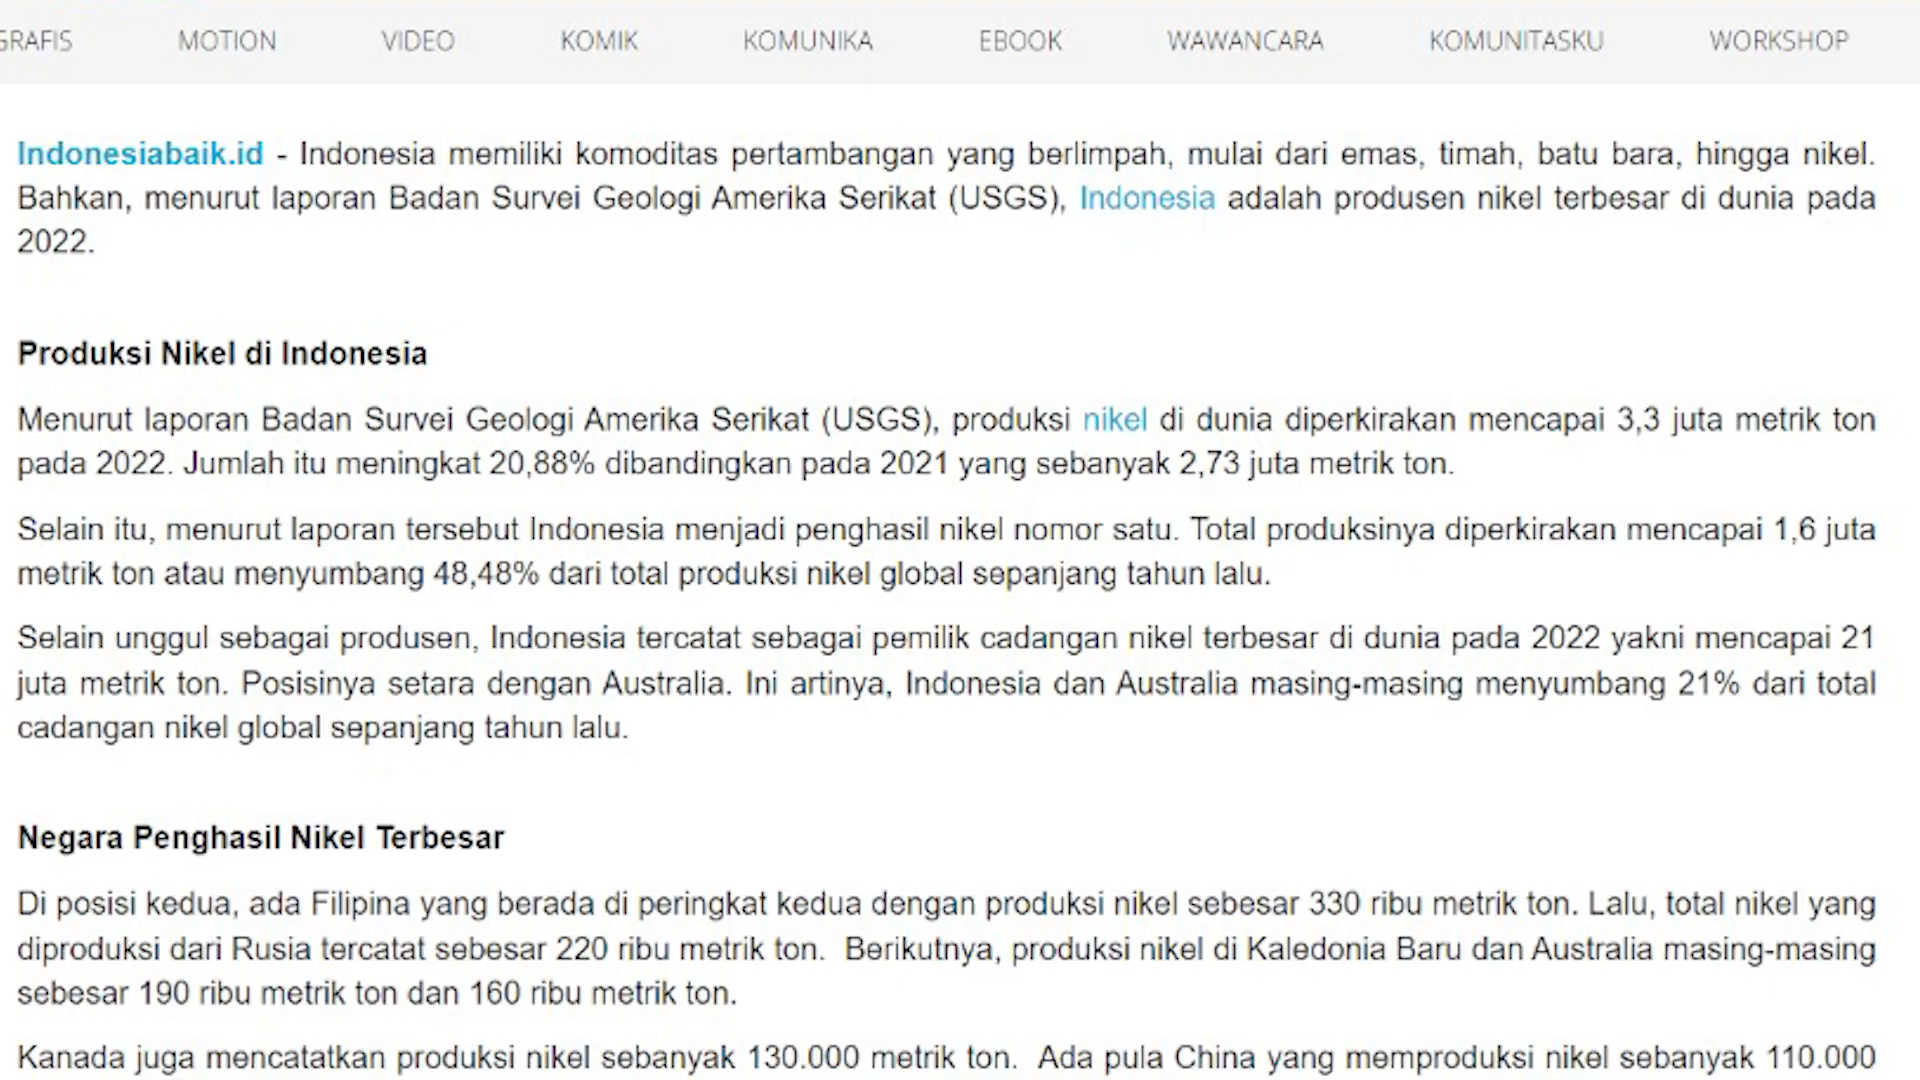 GRAFIS MOTION VIDEO KOMIK KOMUNIKA EBOOK WAWANCARA KOMUNITASKU WORKSHOP
Indonesiabaik.id - Indonesia memiliki komoditas pertambangan yang berlimpah, mulai dari emas, timah, batu bara, hingga nikel.
Bahkan, menurut laporan Badan Survei Geologi Amerika Serikat (USGS), Indonesia adalah produsen nikel terbesar di dunia pada
2022.
Produksi Nikel di Indonesia
Menurut laporan Badan Survei Geologi Amerika Serikat (USGS), produksi nikel di dunia diperkirakan mencapai 3,3 juta metrik ton
pada 2022. Jumlah itu meningkat 20,88% dibandingkan pada 2021 yang sebanyak 2,73 juta metrik ton.
Selain itu, menurut laporan tersebut Indonesia menjadi penghasil nikel nomor satu. Total produksinya diperkirakan mencapai 1,6 juta
metrik ton atau menyumbang 48,48% dari total produksi nikel global sepanjang tahun lalu.
Selain unggul sebagai produsen, Indonesia tercatat sebagai pemilik cadangan nikel terbesar di dunia pada 2022 yakni mencapai 21
juta metrik ton. Posisinya setara dengan Australia. Ini artinya, Indonesia dan Australia masing-masing menyumbang 21% dari total
cadangan nikel global sepanjang tahun lalu.
Negara Penghasil Nikel Terbesar
Di posisi kedua, ada Filipina yang berada di peringkat kedua dengan produksi nikel sebesar 330 ribu metrik ton. Lalu, total nikel yang
diproduksi dari Rusia tercatat sebesar 220 ribu metrik ton. Berikutnya, produksi nikel di Kaledonia Baru dan Australia masing-masing
sebesar 190 ribu metrik ton dan 160 ribu metrik ton.
Kanada juga mencatatkan produksi nikel sebanyak 130.000 metrik ton. Ada pula China yang memproduksi nikel sebanyak 110.000